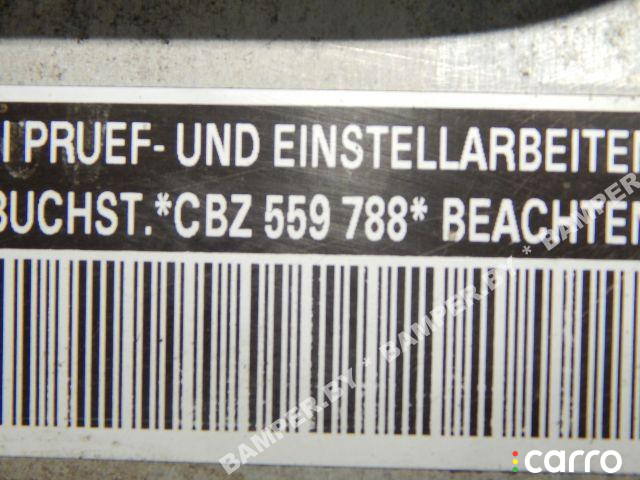 I PRUEF- UND EINSTELLARBEITEN
BUCHST.*CBZ 559 788* BEACHTEN
BAMPER.BY * BAMPER.BY * BAMPER.BY
carro